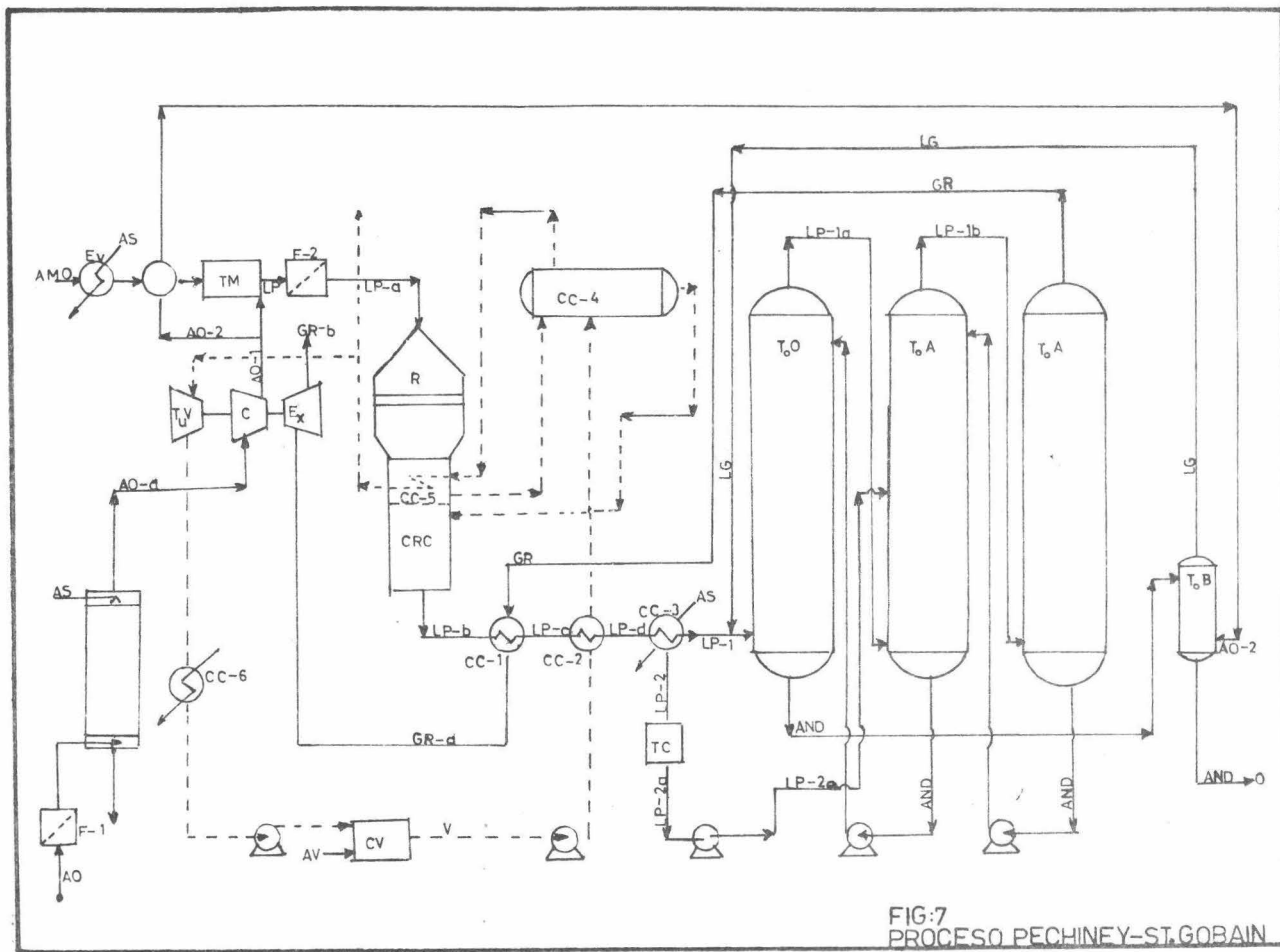 LG
GR
LP-1a
LP-1b
AS
Ev
AMO
TM
LP
F-2
LP-a
CC-4
AO-2
GR-b
AO-1
R
ToO
ToA
ToA
TuV
C
Ex
AO-a
CC-5
LG
LG
CRC
GR
AS
AS
CC-3
ToB
LP-b
LP-c
LP-d
LP-1
AO-2
CC-1
CC-2
CC-6
LP-2
AND
GR-a
TC
LP-2a
AND
O
LP-2a
AND
AND
F-1
V
CV
AV
AO
FIG:7
PROCESO PECHINEY-ST.GOBAIN